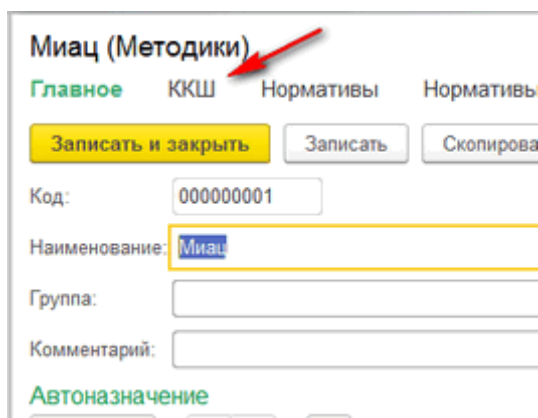 Миац (Методики)
Главное ККШ Нормативы Нормативы
Записать и закрыть Записать Скопирова
Код: 000000001
Наименование: Миац
Группа:
Комментарий:
Автоназначение